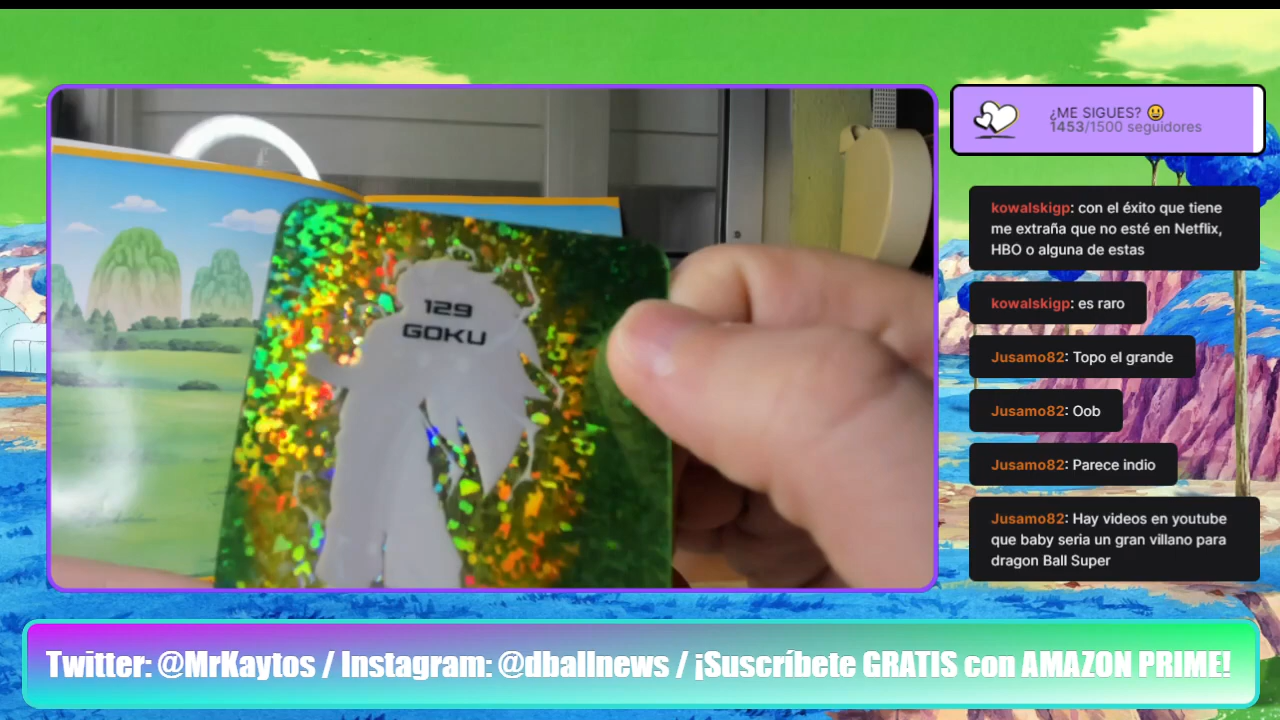 129
GOKU
¿ME SIGUES? 😃
1453/1500 seguidores
kowalskigp: con el éxito que tiene
me extraña que no esté en Netflix,
HBO o alguna de estas
kowalskigp: es raro
Jusamo82: Topo el grande
Jusamo82: Oob
Jusamo82: Parece indio
Jusamo82: Hay videos en youtube
que baby seria un gran villano para
dragon Ball Super
Twitter: @MrKaytos / Instagram: @dballnews / ¡Suscríbete GRATIS con AMAZON PRIME!